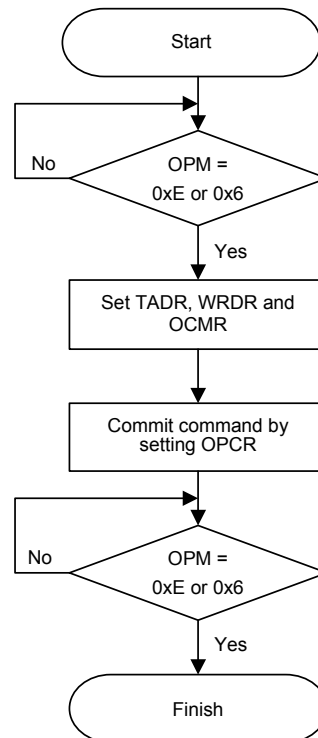 Start
OPM =
0xE or 0x6
No
Yes
Set TADR, WRDR and
OCMR
Commit command by
setting OPCR
OPM =
0xE or 0x6
No
Yes
Finish